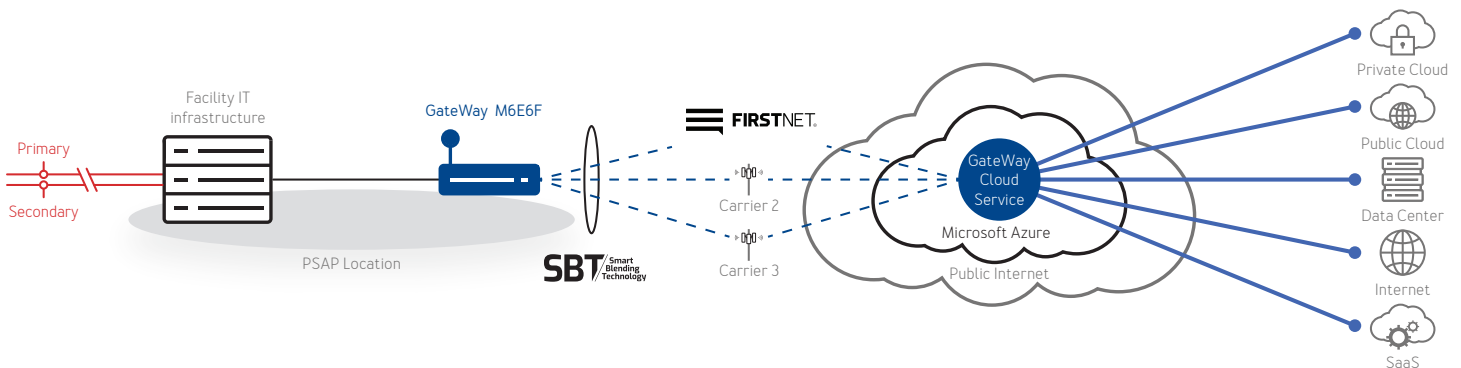 Primary
Secondary
Facility IT
infrastructure
GateWay M6E6F
PSAP Location
SBT Smart
Blending
Technology
FIRSTNET®
Carrier 2
Carrier 3
GateWay
Cloud
Service
Microsoft Azure
Public Internet
Private Cloud
Public Cloud
Data Center
Internet
SaaS